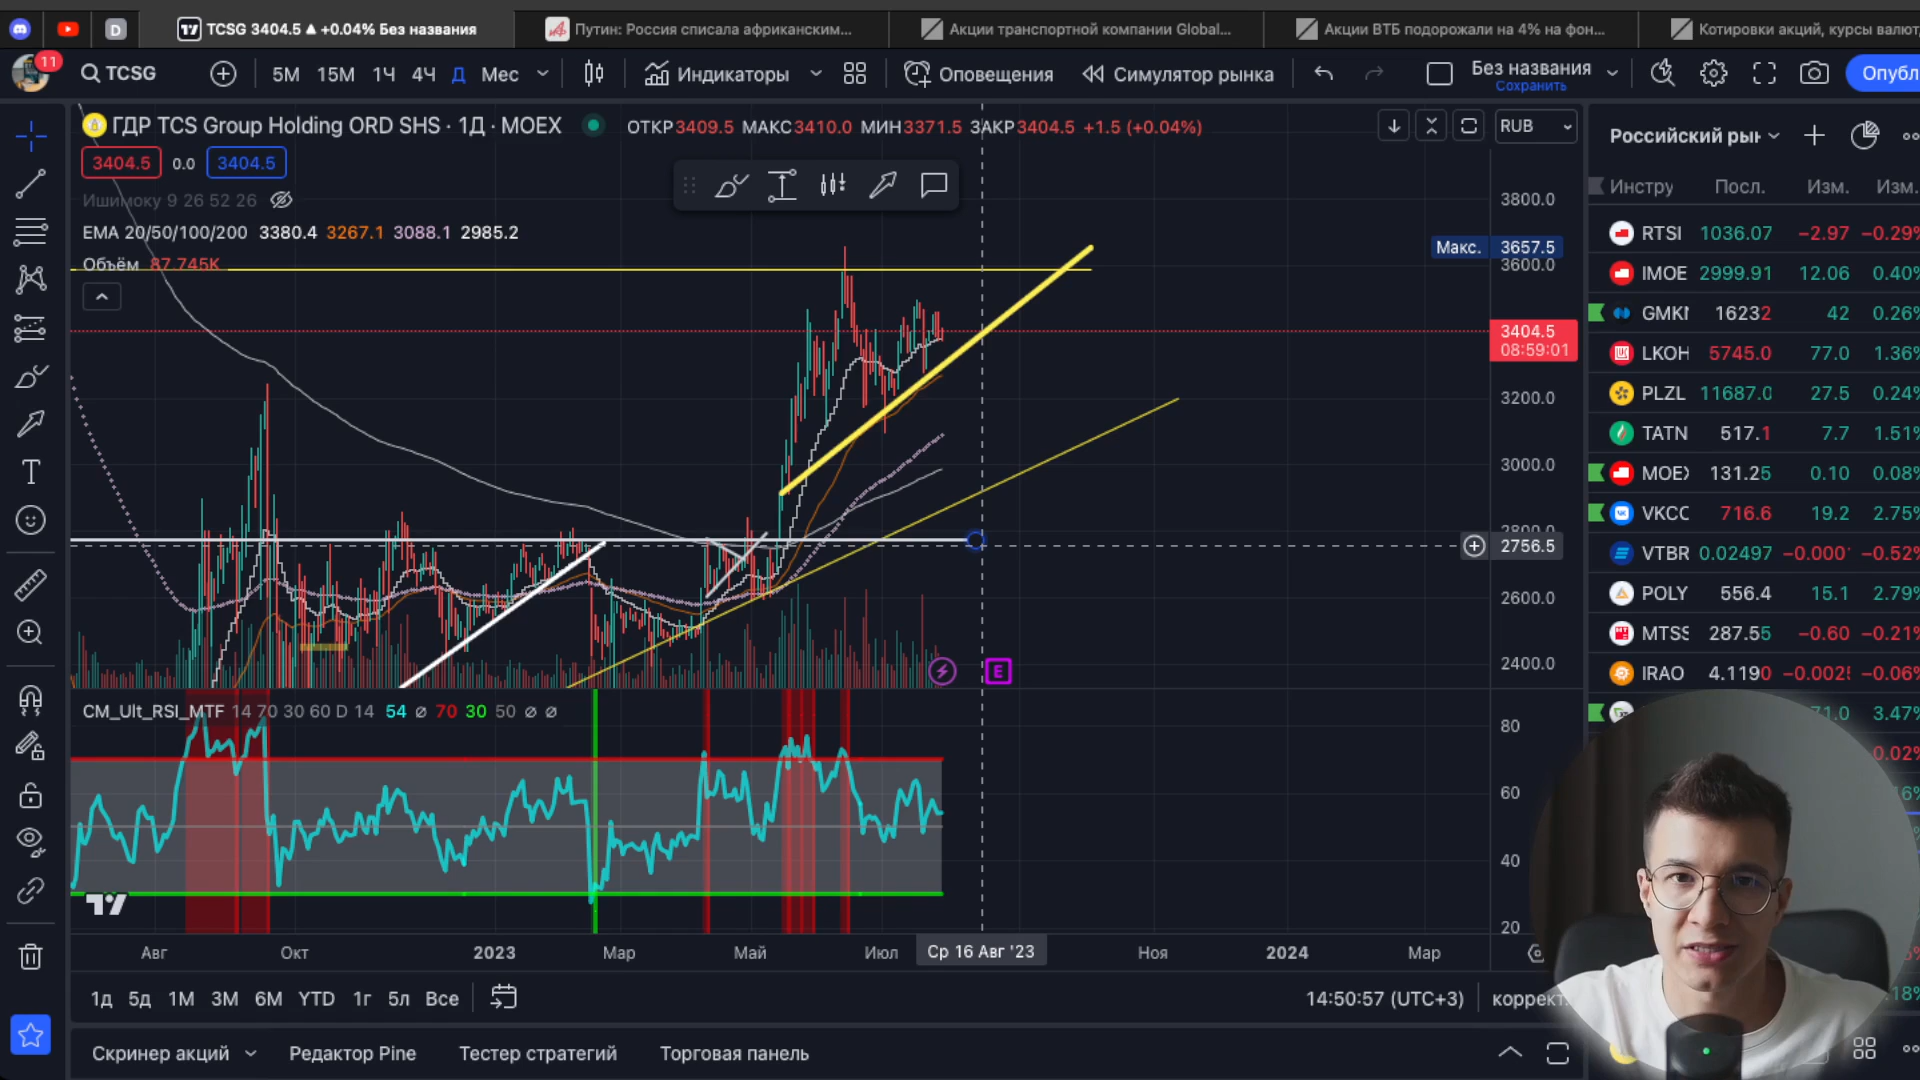 TCSG 3404.5 ▲ +0.04% Без названия
Путин: Россия списала африканским...
Акции транспортной компании Global...
Акции ВТБ подорожали на 4% на фон...
Котировки акций, курсы валют,
11
TCSG
5М 15М 1Ч 4Ч Д Мес
Индикаторы
Оповещения
Симулятор рынка
Без названия
Сохранить
Опубл
ГДР TCS Group Holding ORD SHS · 1Д · MOEX
ОТКР3409.5 МАКС3410.0 МИН3371.5 ЗАКР3404.5 +1.5 (+0.04%)
RUB
3404.5 0.0 3404.5
Ишимоку 9 26 52 26
EMA 20/50/100/200 3380.4 3267.1 3088.1 2985.2
Объём 87.745K
3800.0
Макс. 3657.5
3600.0
3404.5
08:59:01
3200.0
3000.0
2800.0
2756.5
2600.0
2400.0
E
CM_Ult_RSI_MTF 14 70 30 60 D 14 54 ∅ 70 30 50 ∅ ∅
80
60
40
20
Авг Окт 2023 Мар Май Июл Ср 16 Авг '23 Ноя 2024 Мар
1д 5д 1М 3М 6М YTD 1г 5л Все
14:50:57 (UTC+3)
коррект.
Скринер акций Редактор Pine Тестер стратегий Торговая панель
Российский рын
Инстру Посл. Изм. Изм.
RTSI 1036.07 −2.97 −0.29%
IMOE 2999.91 12.06 0.40%
GMKN 16232 42 0.26%
LKOH 5745.0 77.0 1.36%
PLZL 11687.0 27.5 0.24%
TATN 517.1 7.7 1.51%
MOEX 131.25 0.10 0.08%
VKCC 716.6 19.2 2.75%
VTBR 0.02497 −0.000 −0.52%
POLY 556.4 15.1 2.79%
MTSS 287.55 −0.60 −0.21%
IRAO 4.1190 −0.002 −0.06%
71.0 3.47%
0.02%
16%
.18%